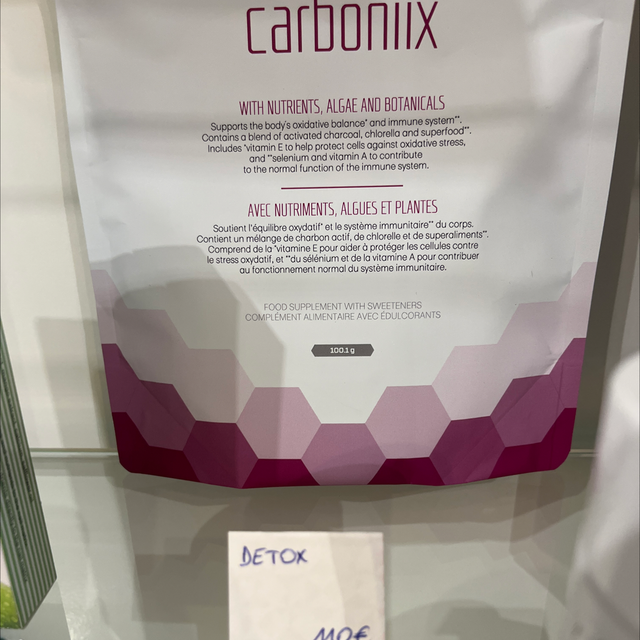 carboniix
WITH NUTRIENTS, ALGAE AND BOTANICALS
Supports the body's oxidative balance* and immune system**.
Contains a blend of activated charcoal, chlorella and superfood**.
Includes *vitamin E to help protect cells against oxidative stress,
and **selenium and vitamin A to contribute
to the normal function of the immune system.
AVEC NUTRIMENTS, ALGUES ET PLANTES
Soutient l'équilibre oxydatif* et le système immunitaire** du corps.
Contient un mélange de charbon actif, de chlorelle et de superaliments**.
Comprend de la *vitamine E pour aider à protéger les cellules contre
le stress oxydatif, et **du sélénium et de la vitamine A pour contribuer
au fonctionnement normal du système immunitaire.
FOOD SUPPLEMENT WITH SWEETENERS
COMPLÉMENT ALIMENTAIRE AVEC ÉDULCORANTS
100.1 g
DETOX
110€